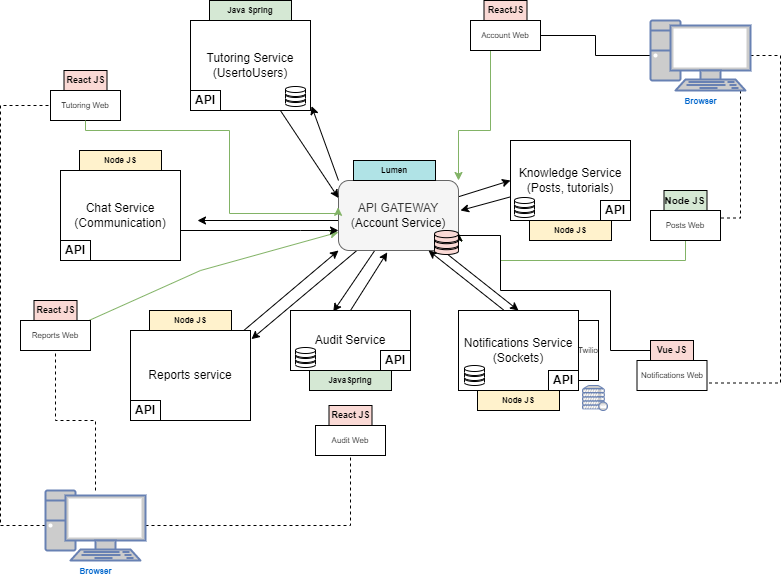 Java Spring
Tutoring Service
(UsertoUsers)
API
ReactJS
Account Web
Browser
React JS
Tutoring Web
Node JS
Chat Service
(Communication)
API
Lumen
API GATEWAY
(Account Service)
Knowledge Service
(Posts, tutorials)
API
Node JS
Node JS
Posts Web
React JS
Reports Web
Node JS
Reports service
API
Audit Service
API
JavaSpring
React JS
Audit Web
Notifications Service
(Sockets)
API
Node JS
Twilio
Vue JS
Notifications Web
Browser